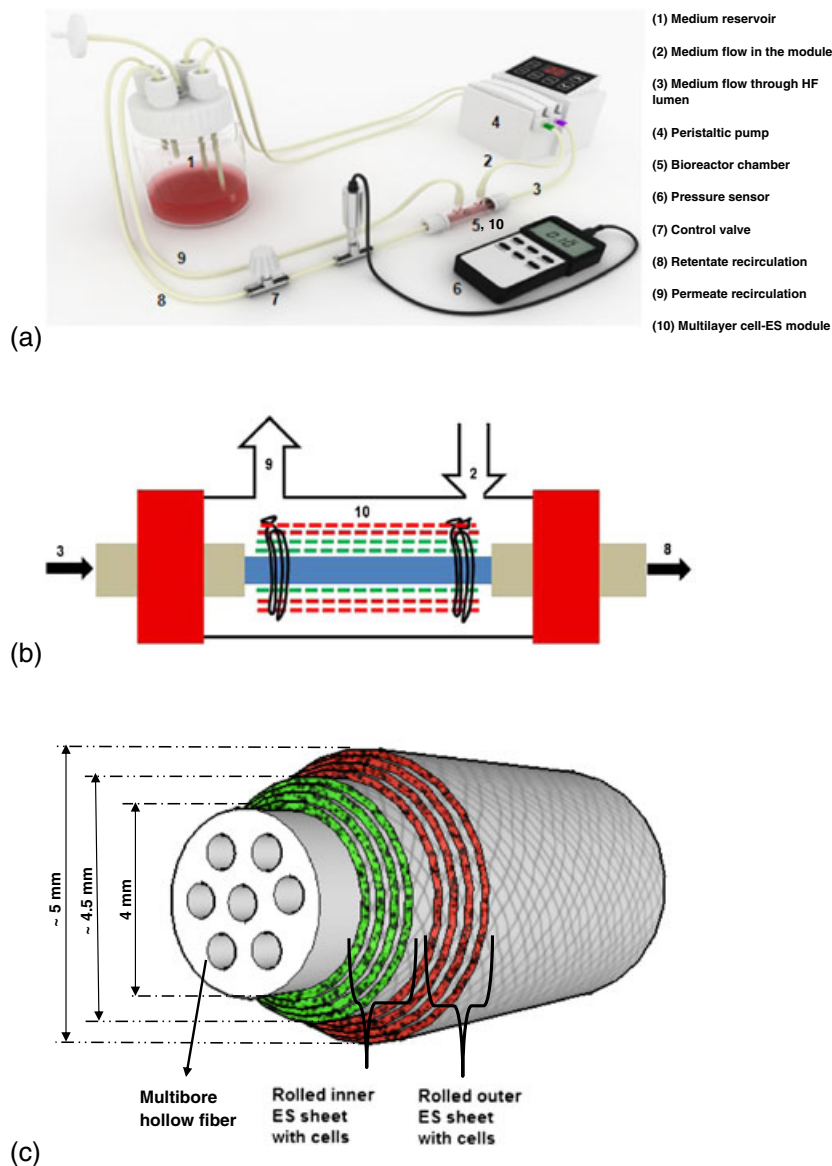 (1) Medium reservoir
(2) Medium flow in the module
(3) Medium flow through HF
lumen
(4) Peristaltic pump
(5) Bioreactor chamber
(6) Pressure sensor
(7) Control valve
(8) Retentate recirculation
(9) Permeate recirculation
(10) Multilayer cell-ES module
4
1
2
3
5, 10
9
6
8
7
(a)
9
2
10
3
8
(b)
~ 5 mm
~ 4.5 mm
4 mm
Multibore
hollow fiber
Rolled inner
ES sheet
with cells
Rolled outer
ES sheet
with cells
(c)